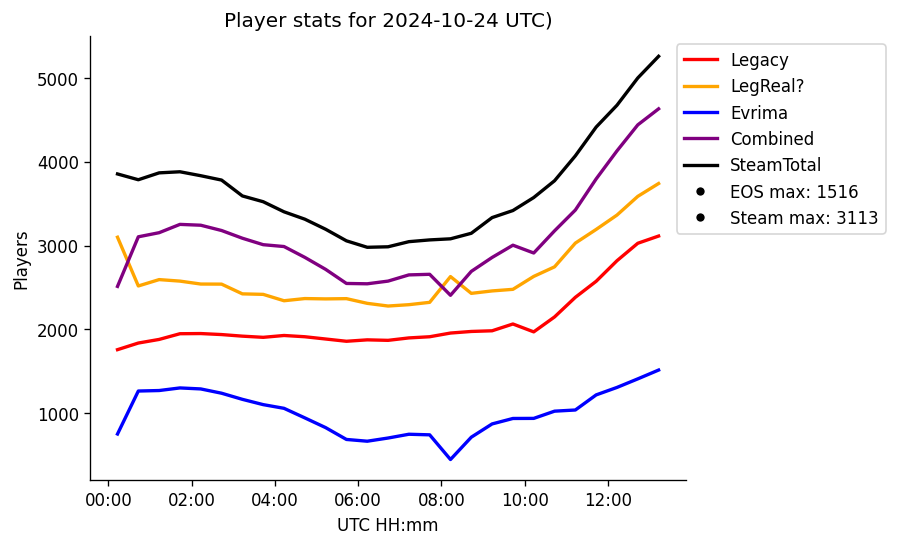 Player stats for 2024-10-24 UTC)
Legacy
LegReal?
Evrima
Combined
SteamTotal
EOS max: 1516
Steam max: 3113
Players
5000
4000
3000
2000
1000
00:00 02:00 04:00 06:00 08:00 10:00 12:00
UTC HH:mm